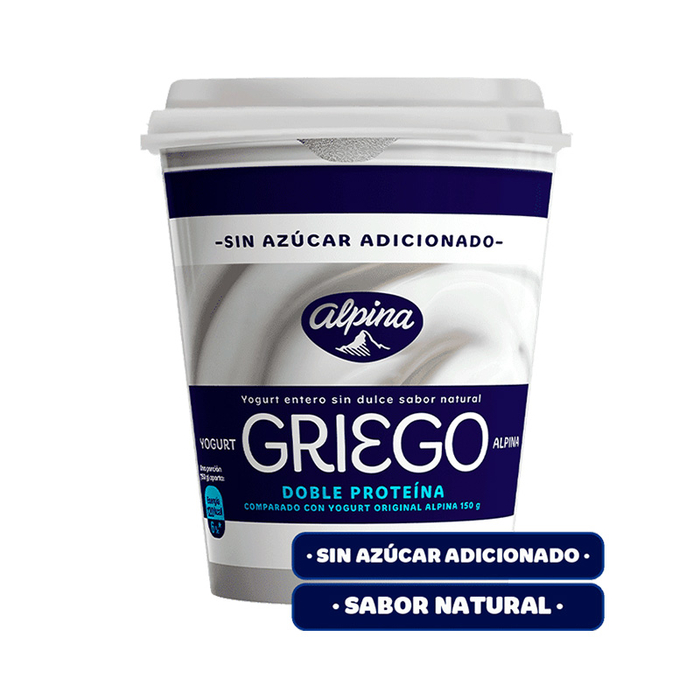 -SIN AZÚCAR ADICIONADO-
Alpina
Yogurt entero sin dulce sabor natural
YOGURT GRIEGO ALPINA
DOBLE PROTEÍNA
COMPARADO CON YOGURT ORIGINAL ALPINA 150 g
• SIN AZÚCAR ADICIONADO •
• SABOR NATURAL •